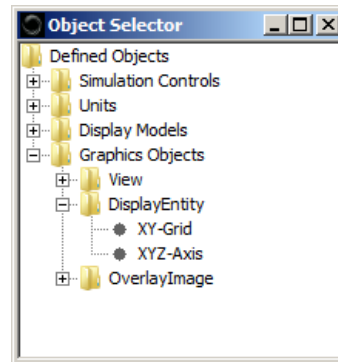 Object Selector
Defined Objects
Simulation Controls
Units
Display Models
Graphics Objects
View
DisplayEntity
XY-Grid
XYZ-Axis
OverlayImage